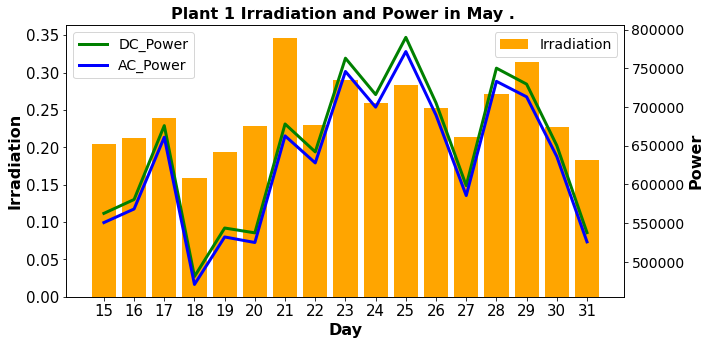 Plant 1 Irradiation and Power in May .
DC_Power
AC_Power
Irradiation
0.35
0.30
0.25
0.20
0.15
0.10
0.05
0.00
Irradiation
800000
750000
700000
650000
600000
550000
500000
Power
15 16 17 18 19 20 21 22 23 24 25 26 27 28 29 30 31
Day